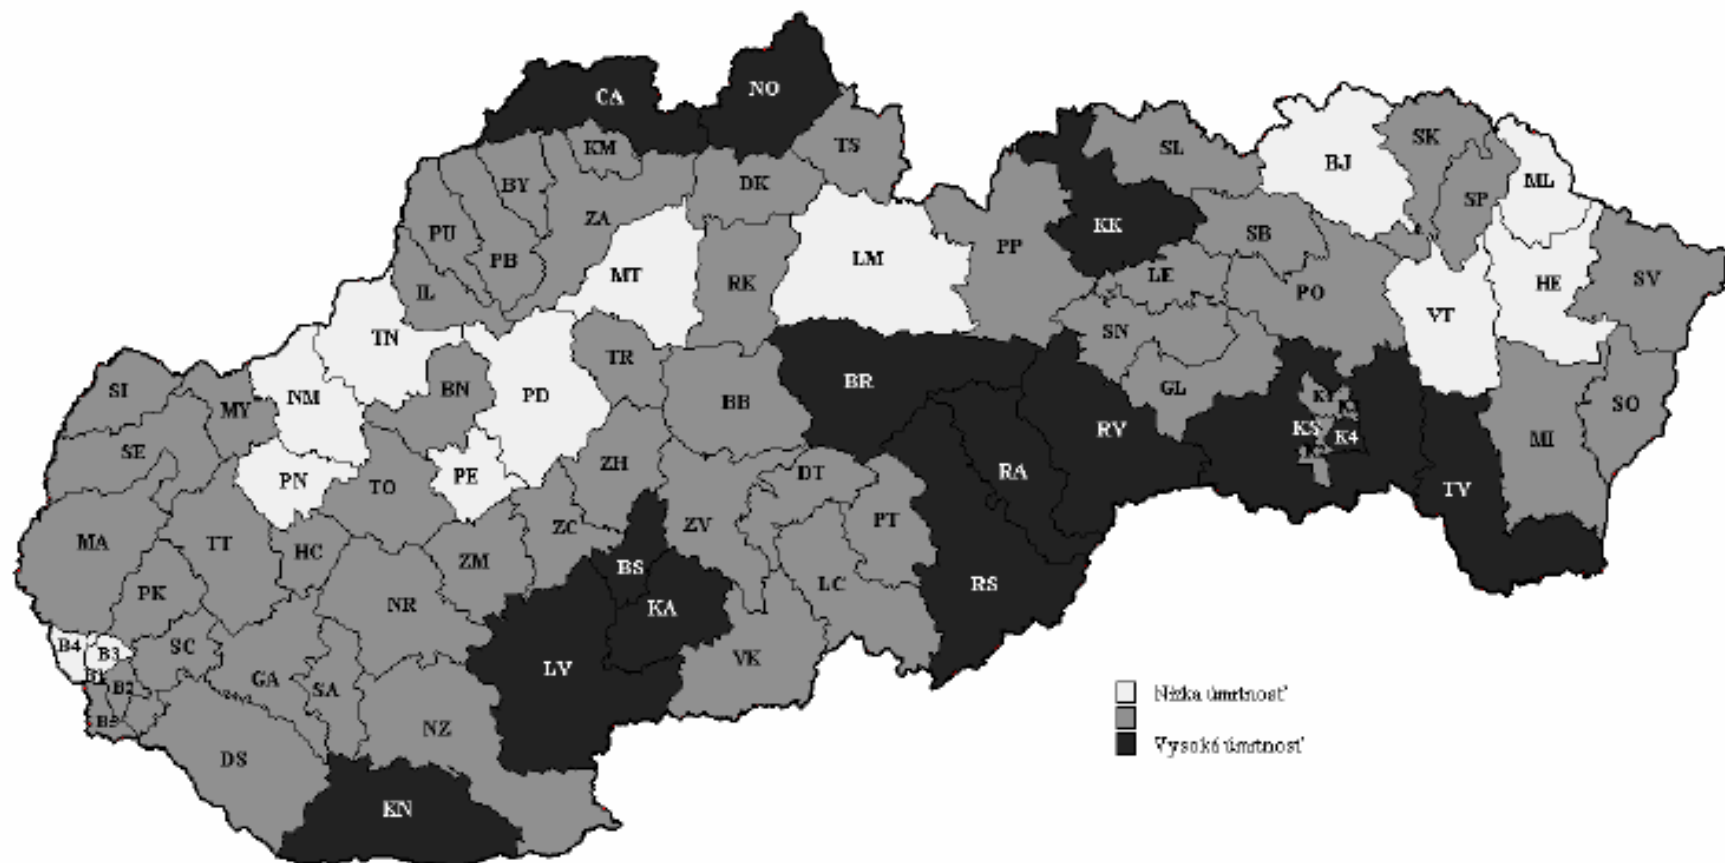 NO
CA
TS
KM
SL
SK
BJ
ML
BY
DK
SP
ZA
PU
KK
SB
PP
PB
MT
LM
RK
LE
PO
HE
SV
IL
VT
TN
SN
TR
BR
GL
SI
BN
NM
PD
BB
MY
SO
RV
KS
K4
MI
SE
ZH
DT
RA
PN
TO
PE
TV
ZC
ZV
PT
MA
TT
HC
ZM
BS
LC
RS
PK
NR
KA
B4
B3
SC
VK
LV
B1
B2
GA
SA
B5
NZ
DS
KN
Nízka úmrtnosť
Vysoká úmrtnosť